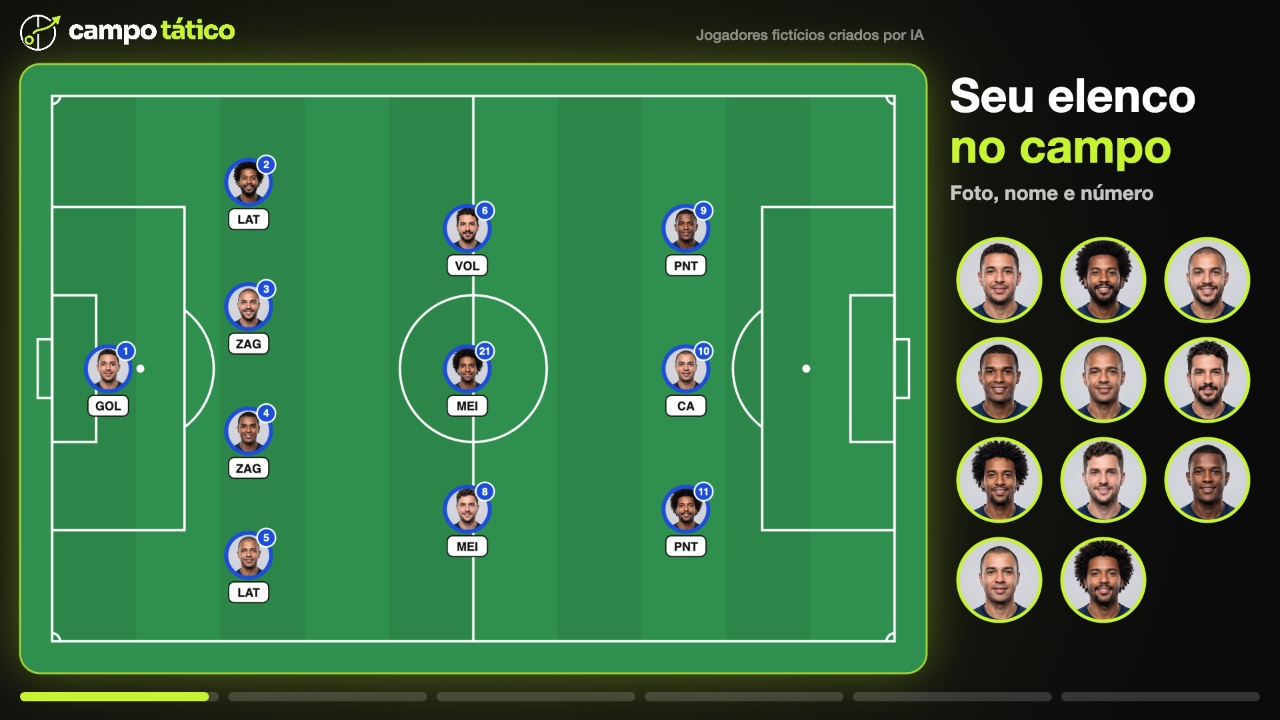 campo tático
Jogadores fictícios criados por IA
Seu elenco
no campo
Foto, nome e número
2
LAT
6
VOL
9
PNT
3
ZAG
1
GOL
21
MEI
10
CA
4
ZAG
8
MEI
11
PNT
5
LAT